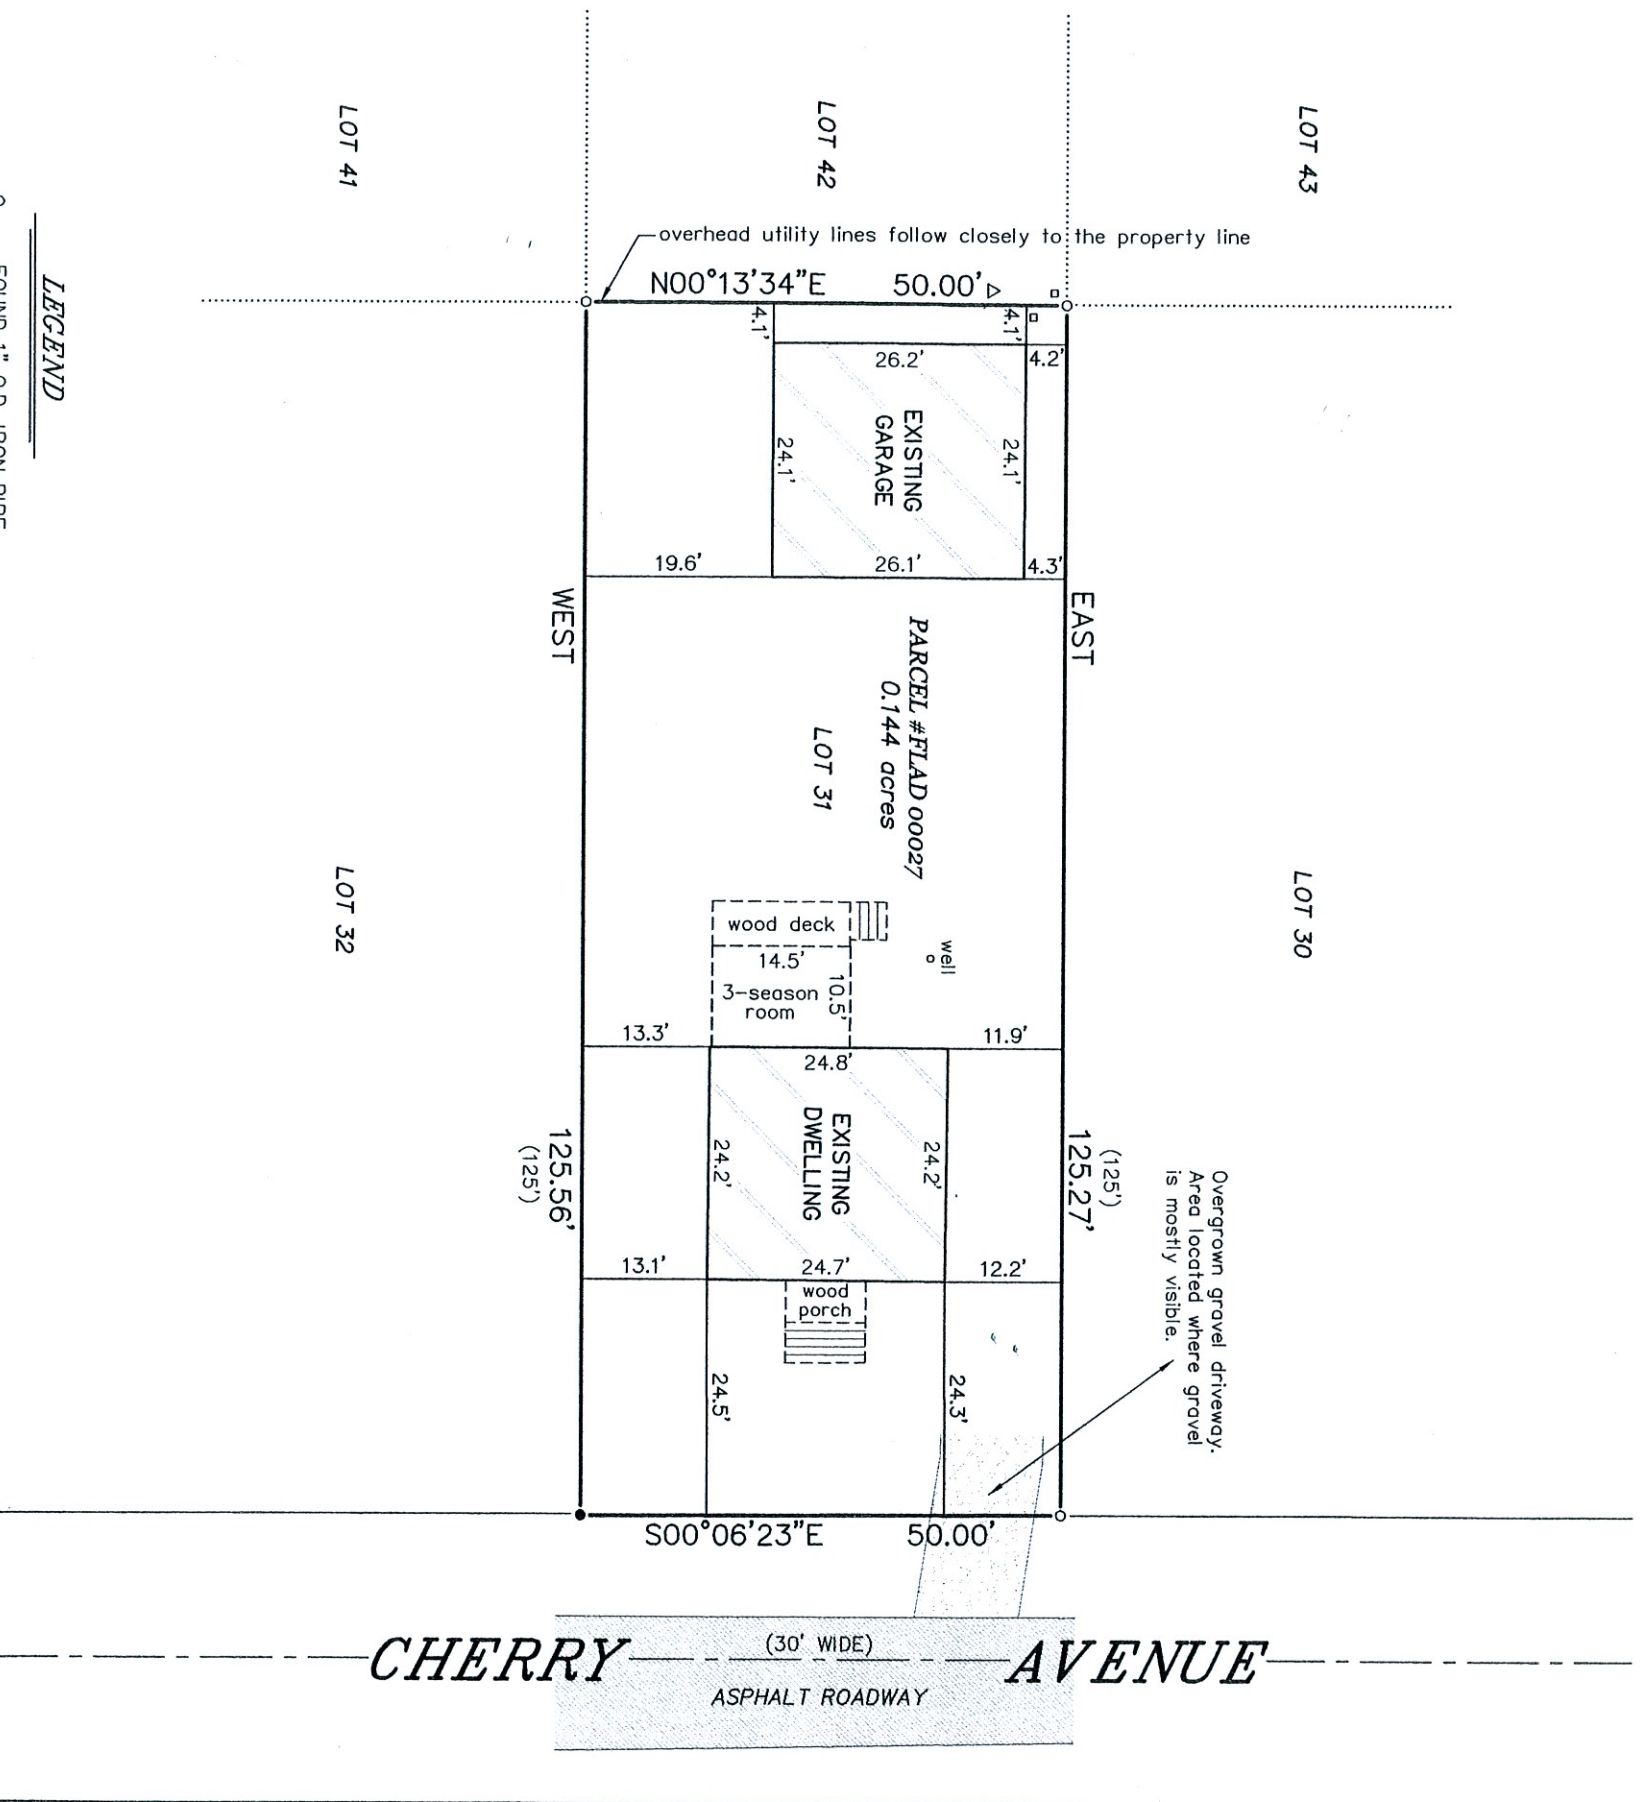 LOT 41
LOT 42
LOT 43
overhead utility lines follow closely to the property line
N00°13'34"E 50.00'
4.1'
4.1'
26.2'
4.2'
EXISTING
GARAGE
24.1'
24.1'
26.1'
19.6'
4.3'
LEGEND
WEST
EAST
PARCEL #FLAD00027
0.144 acres
LOT 31
LOT 32
LOT 30
wood deck
well
14.5'
10.5'
3-season
room
13.3'
11.9'
24.8'
EXISTING
DWELLING
24.2'
24.2'
125.56'
(125')
(125')
125.27'
Overgrown gravel driveway.
Area located where gravel
is mostly visible.
13.1'
24.7'
12.2'
wood
porch
24.5'
24.3'
S00°06'23"E 50.00'
CHERRY AVENUE
(30' WIDE)
ASPHALT ROADWAY